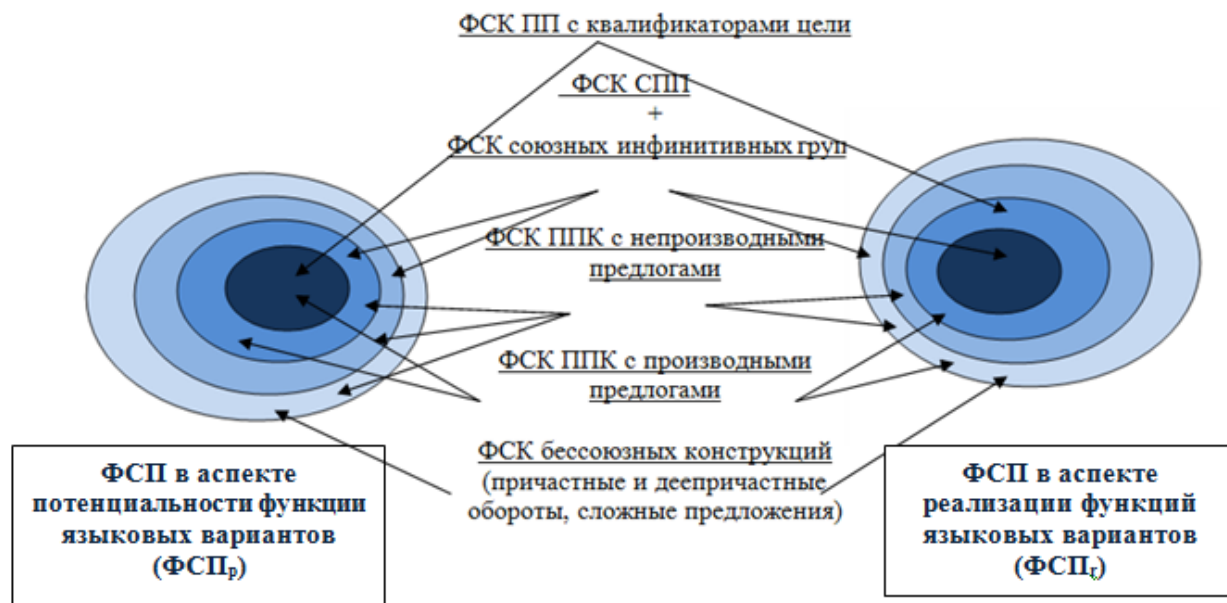 ФСК ПП с квалификаторами цели
ФСК СПП
+
ФСК союзных инфинитивных груп
ФСК ППК с непроизводными
предлогами
ФСК ППК с производными
предлогами
ФСК бессоюзных конструкций
(причастные и деепричастные
обороты, сложные предложения)
ФСП в аспекте
потенциальности функции
языковых вариантов
(ФСПp)
ФСП в аспекте
реализации функций
языковых вариантов
(ФСПr)